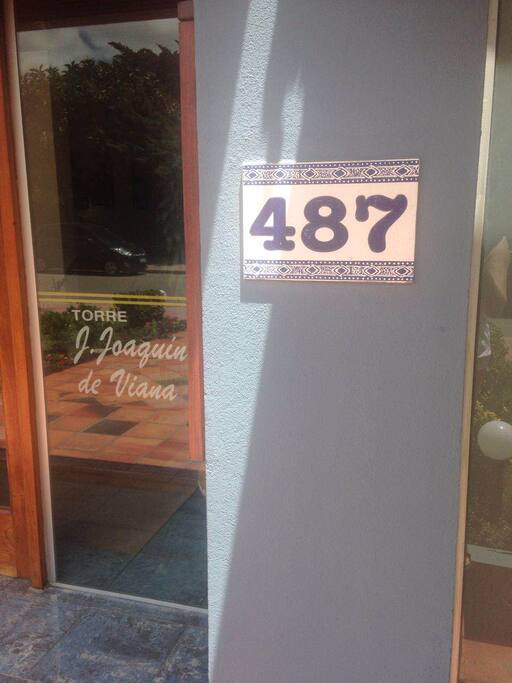 487
TORRE
J. Joaquín
de Viana